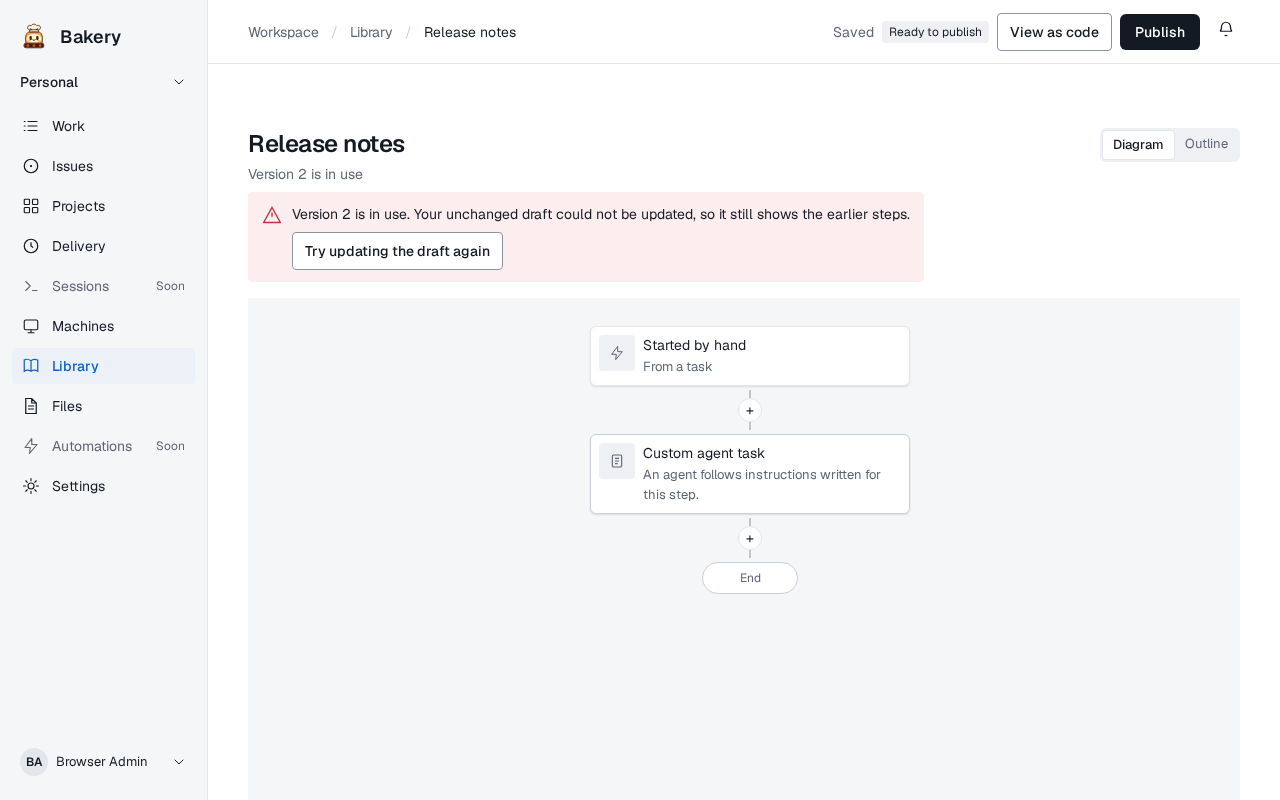 Bakery
Personal
Work
Issues
Projects
Delivery
Sessions Soon
Machines
Library
Files
Automations Soon
Settings
BA Browser Admin
Workspace / Library / Release notes
Saved Ready to publish View as code Publish
Release notes
Version 2 is in use
Diagram Outline
Version 2 is in use. Your unchanged draft could not be updated, so it still shows the earlier steps.
Try updating the draft again
Started by hand
From a task
+
Custom agent task
An agent follows instructions written for
this step.
+
End